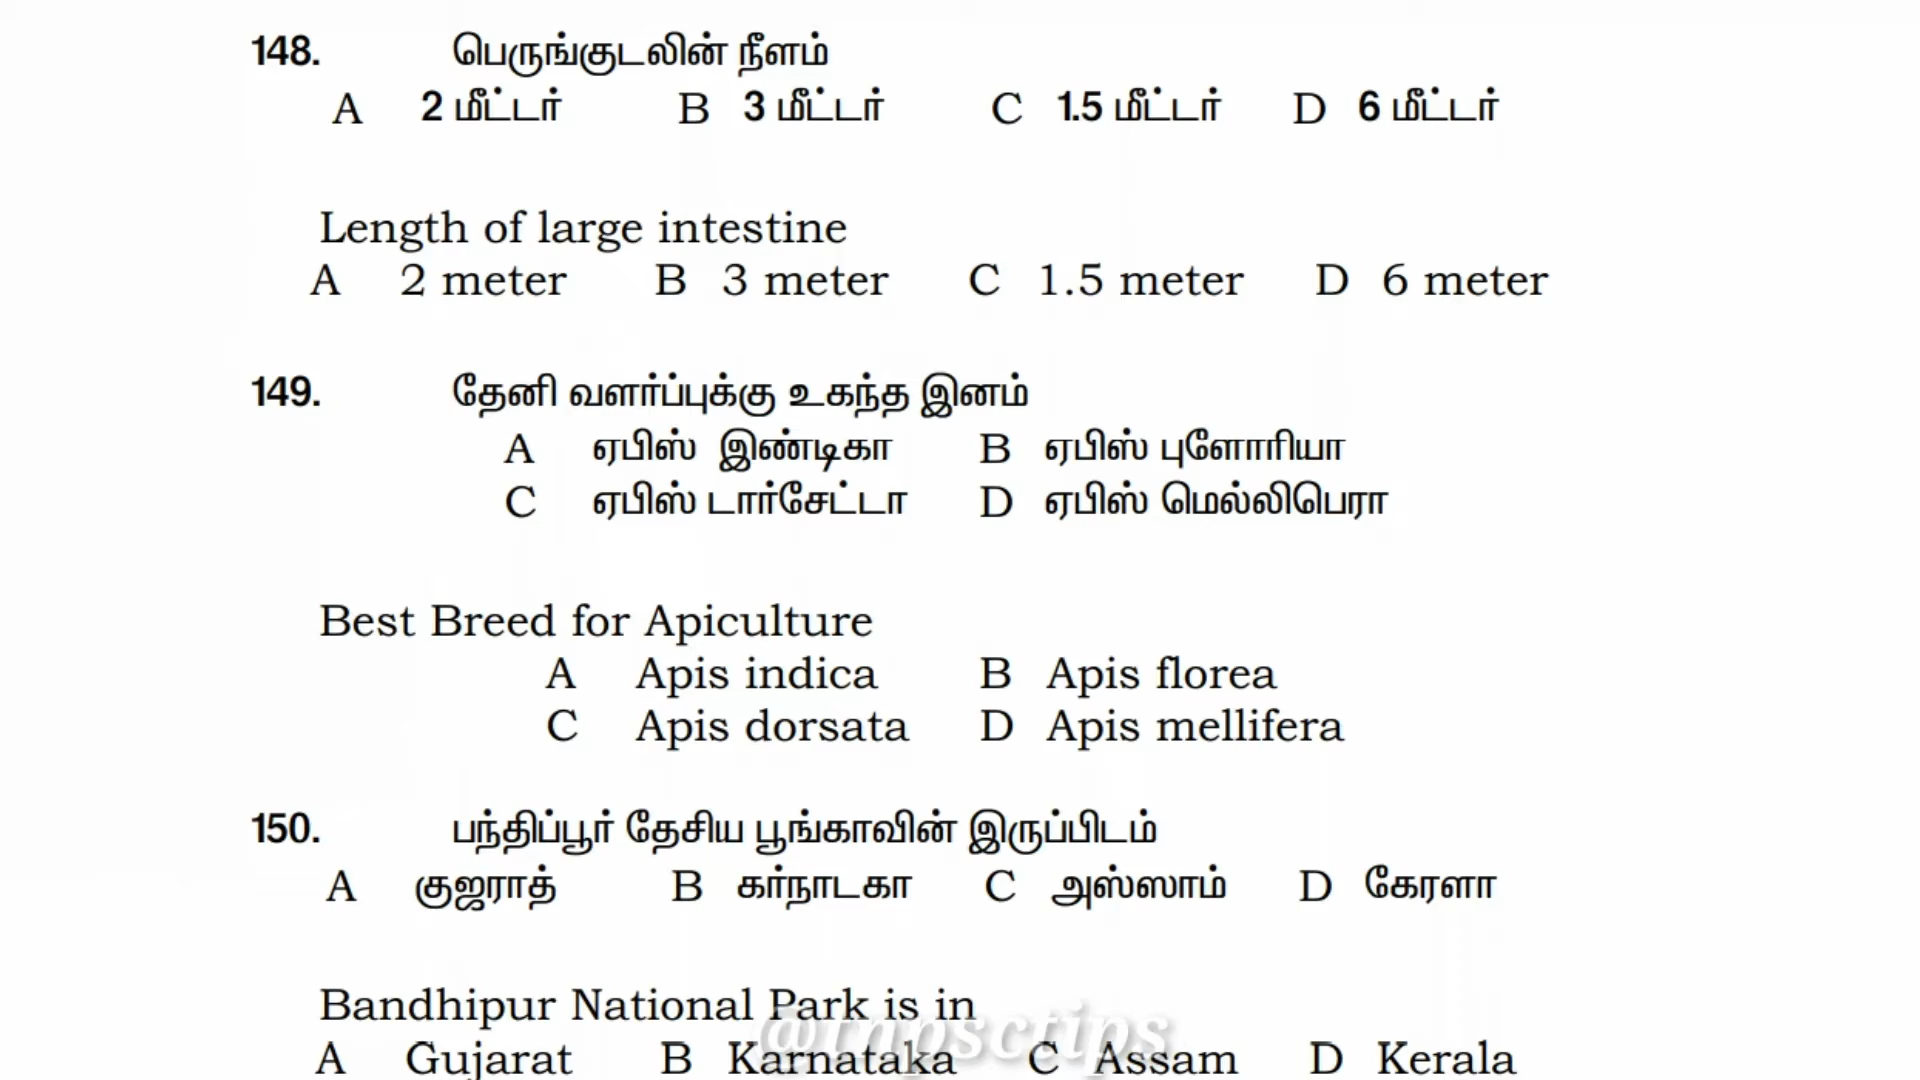 148. பெருங்குடலின் நீளம்
A 2 மீட்டர் B 3 மீட்டர் C 1.5 மீட்டர் D 6 மீட்டர்
Length of large intestine
A 2 meter B 3 meter C 1.5 meter D 6 meter
149. தேனி வளர்ப்புக்கு உகந்த இனம்
A ஏபிஸ் இண்டிகா B ஏபிஸ் புளோரியா
C ஏபிஸ் டார்சேட்டா D ஏபிஸ் மெல்லிபெரா
Best Breed for Apiculture
A Apis indica B Apis florea
C Apis dorsata D Apis mellifera
150. பந்திப்பூர் தேசிய பூங்காவின் இருப்பிடம்
A குஜராத் B கர்நாடகா C அஸ்ஸாம் D கேரளா
Bandhipur National Park is in
@tnpsctips
A Gujarat B Karnataka C Assam D Kerala